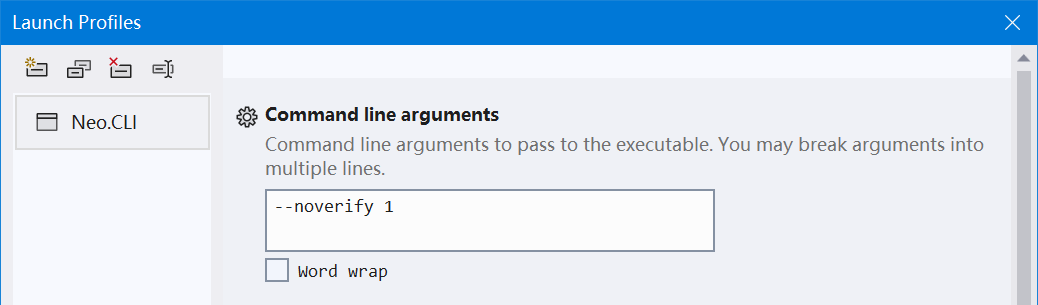 Launch Profiles
Neo.CLI
Command line arguments
Command line arguments to pass to the executable. You may break arguments into
multiple lines.
--noverify 1
Word wrap